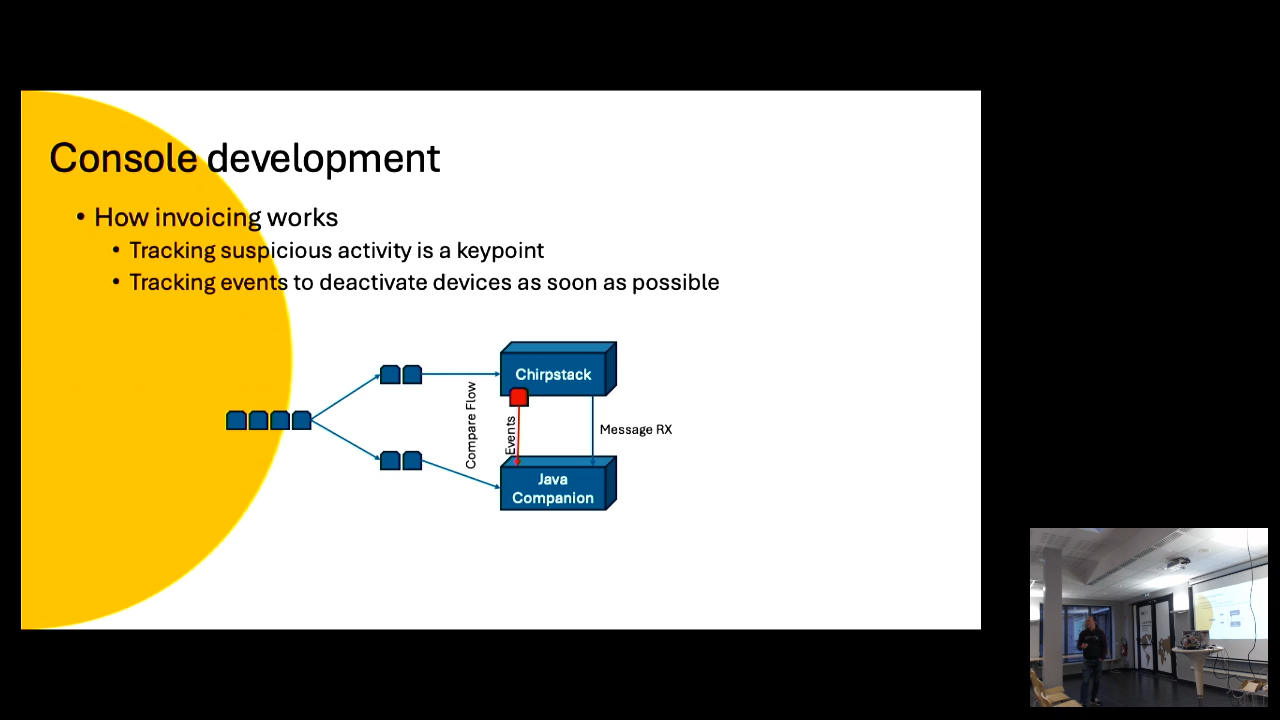 Console development
• How invoicing works
• Tracking suspicious activity is a keypoint
• Tracking events to deactivate devices as soon as possible
Chirpstack
Compare Flow
Events
Message RX
Java
Companion